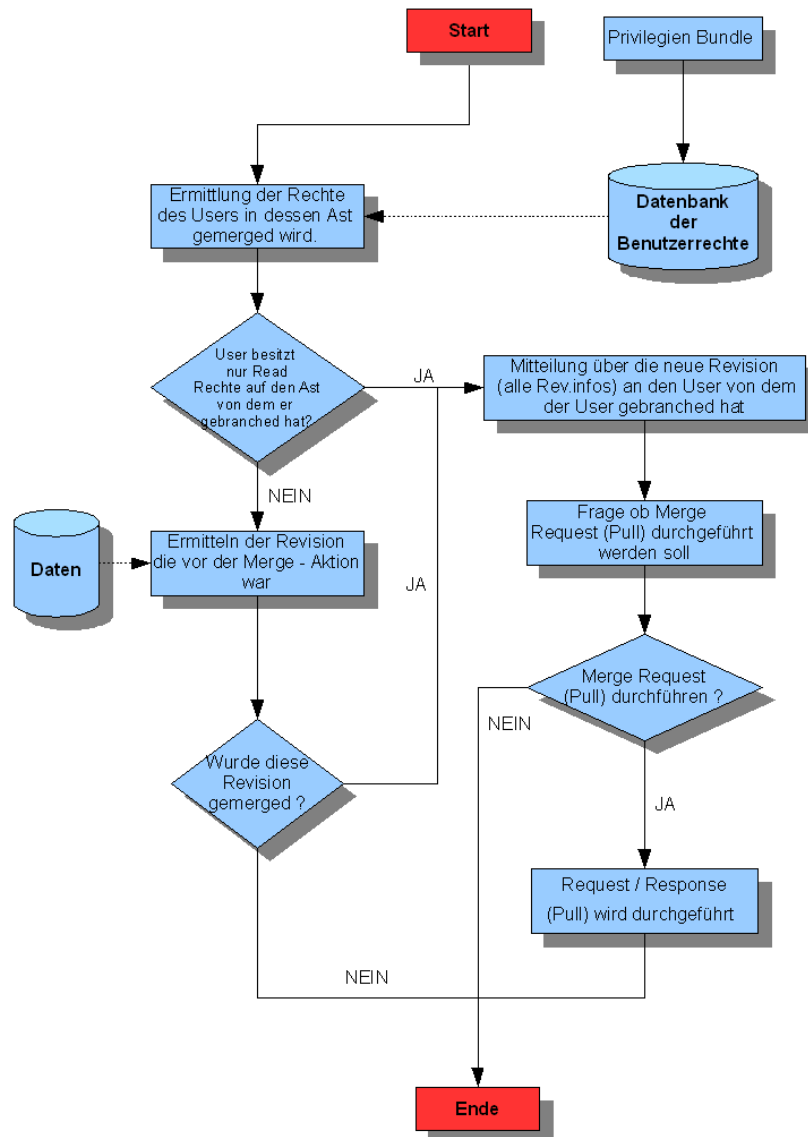 Start
Privilegien Bundle
Ermittlung der Rechte
des Users in dessen Ast
gemerged wird.
Datenbank
der
Benutzerrechte
User besitzt
nur Read
Rechte auf den Ast
von dem er
gebranched hat?
JA
Mitteilung über die neue Revision
(alle Rev.infos) an den User von dem
der User gebranched hat
NEIN
Frage ob Merge
Request (Pull) durchgeführt
werden soll
Daten
Ermitteln der Revision
die vor der Merge - Aktion
war
JA
Merge Request
(Pull) durchführen ?
NEIN
Wurde diese
Revision
gemerged ?
JA
Request / Response
(Pull) wird durchgeführt
NEIN
Ende